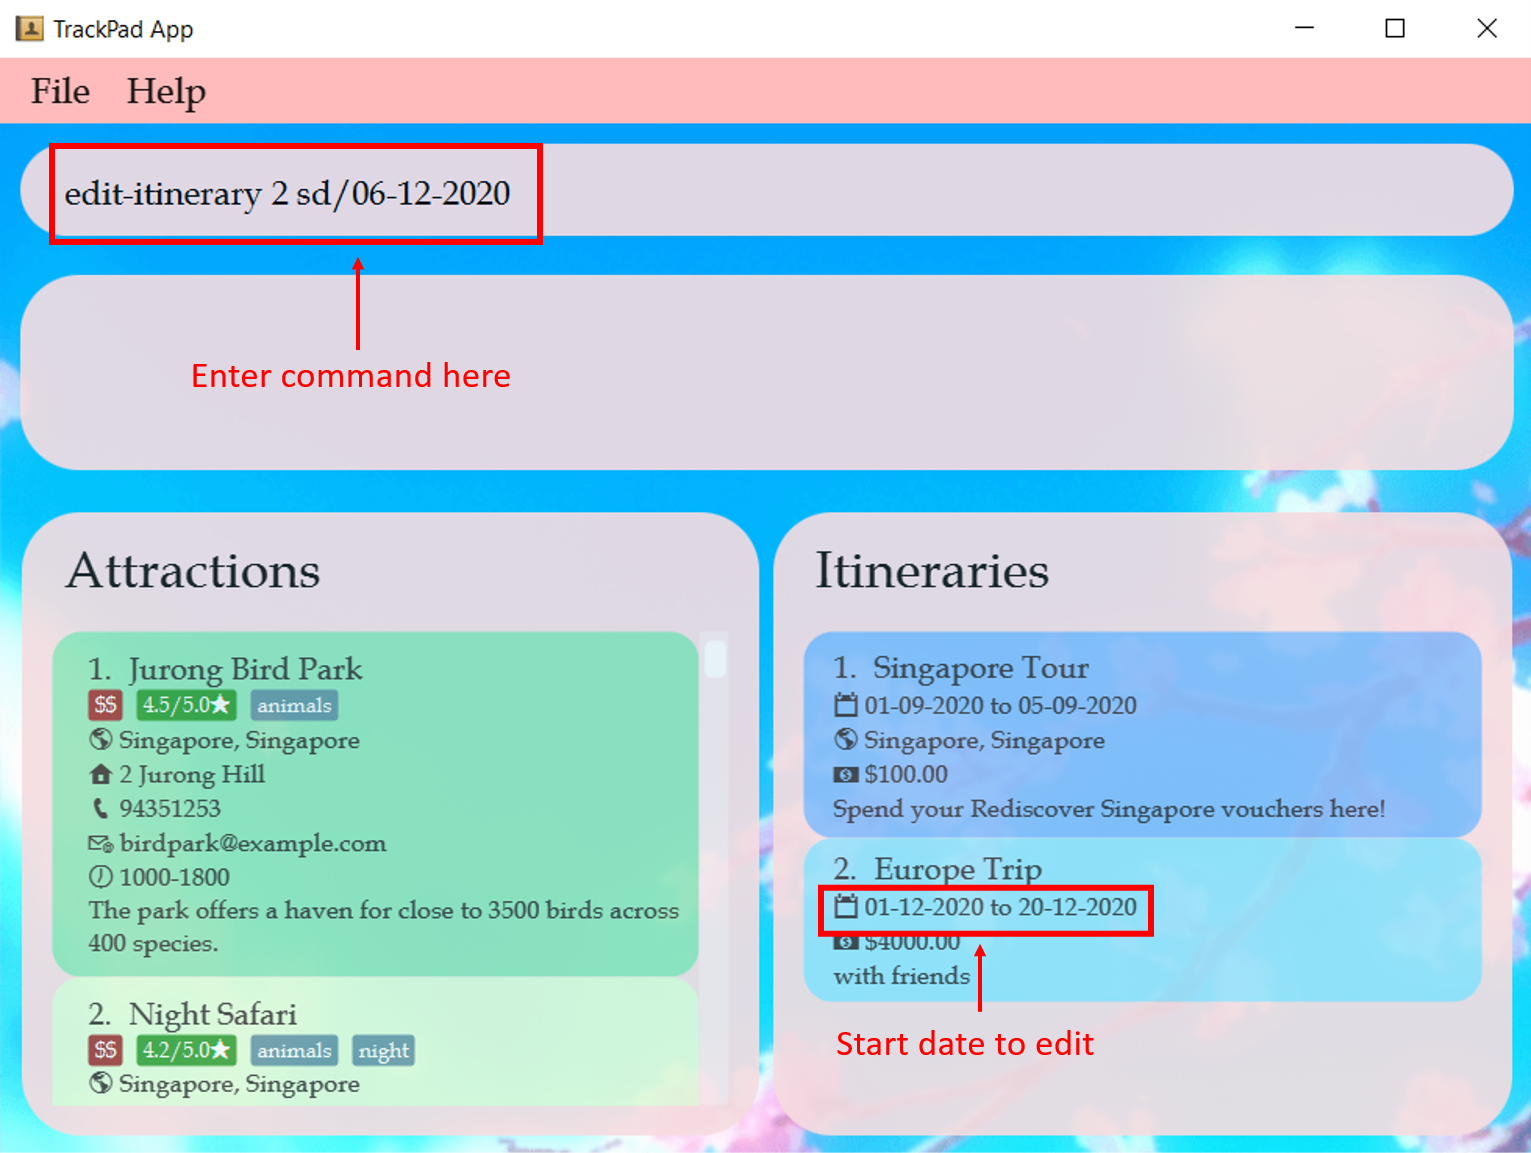 TrackPad App
File Help
edit-itinerary 2 sd/06-12-2020
Enter command here
Attractions
1. Jurong Bird Park
$$ 4.5/5.0★ animals
Singapore, Singapore
2 Jurong Hill
94351253
birdpark@example.com
1000-1800
The park offers a haven for close to 3500 birds across
400 species.
2. Night Safari
$$ 4.2/5.0★ animals night
Singapore, Singapore
Itineraries
1. Singapore Tour
01-09-2020 to 05-09-2020
Singapore, Singapore
$100.00
Spend your Rediscover Singapore vouchers here!
2. Europe Trip
01-12-2020 to 20-12-2020
$4000.00
with friends
Start date to edit